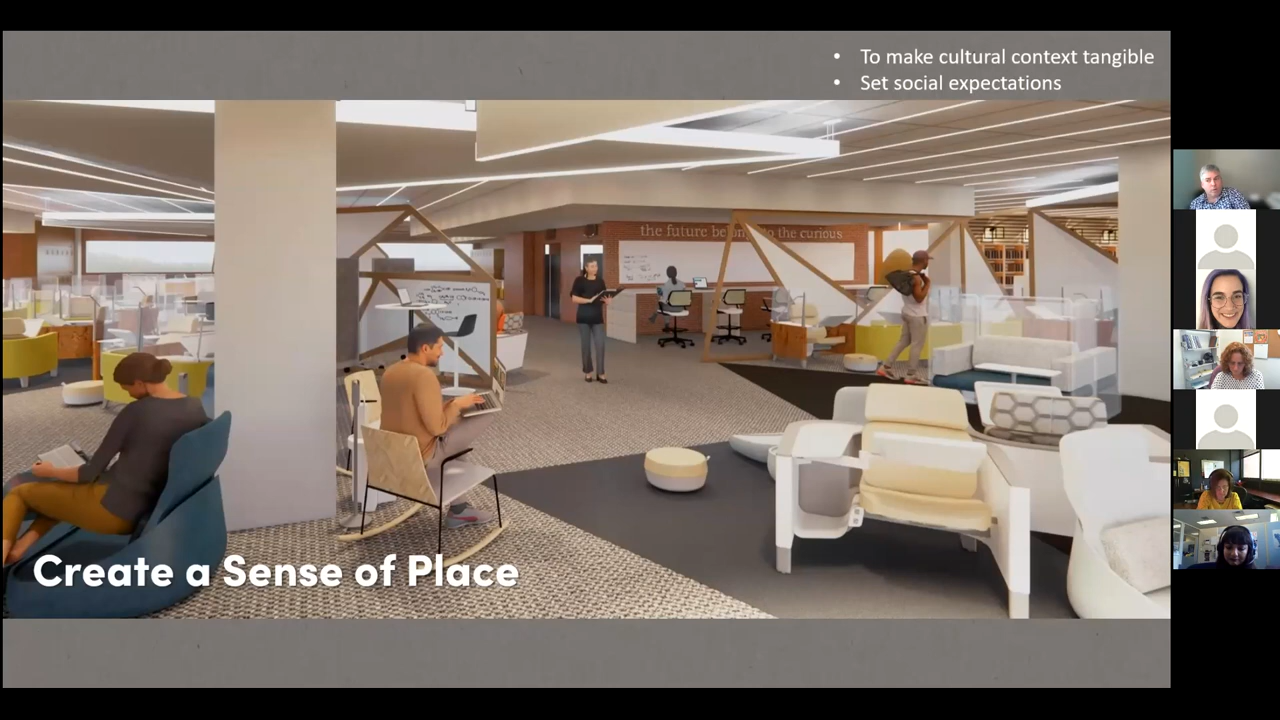 • To make cultural context tangible
• Set social expectations
the future belongs to the curious
Create a Sense of Place